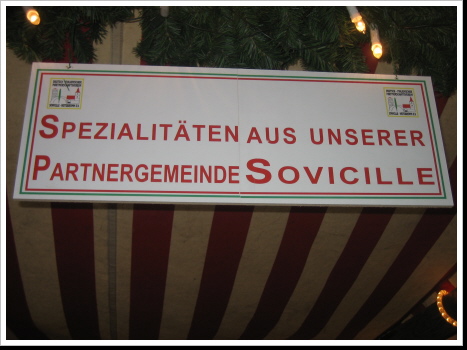 SPEZIALITÄTEN AUS UNSERER
PARTNERGEMEINDE SOVICILLE